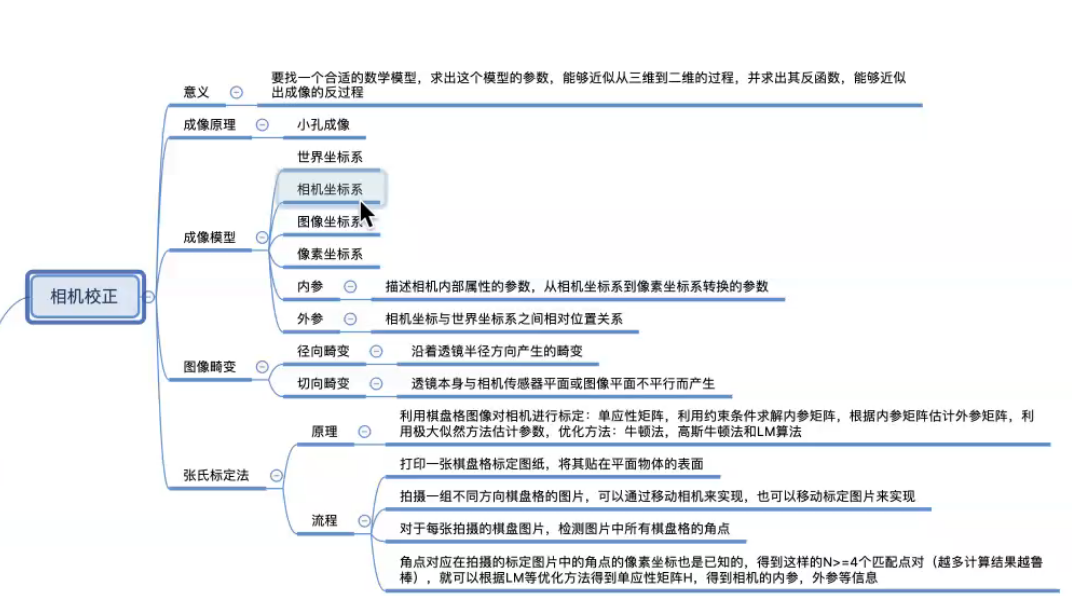 要找一个合适的数学模型，求出这个模型的参数，能够近似从三维到二维的过程，并求出其反函数，能够近似
意义
出成像的反过程
成像原理
小孔成像
世界坐标系
相机坐标系
图像坐标系
成像模型
像素坐标系
相机校正
内参
描述相机内部属性的参数，从相机坐标系到像素坐标系转换的参数
外参
相机坐标与世界坐标系之间相对位置关系
径向畸变
沿着透镜半径方向产生的畸变
图像畸变
切向畸变
透镜本身与相机传感器平面或图像平面不平行而产生
利用棋盘格图像对相机进行标定：单应性矩阵，利用约束条件求解内参矩阵，根据内参矩阵估计外参矩阵，利
原理
用极大似然方法估计参数，优化方法：牛顿法，高斯牛顿法和LM算法
打印一张棋盘格标定图纸，将其贴在平面物体的表面
张氏标定法
拍摄一组不同方向棋盘格的图片，可以通过移动相机来实现，也可以移动标定图片来实现
流程
对于每张拍摄的棋盘图片，检测图片中所有棋盘格的角点
角点对应在拍摄的标定图片中的角点的像素坐标也是已知的，得到这样的N>=4个匹配点对（越多计算结果越鲁
棒），就可以根据LM等优化方法得到单应性矩阵H，得到相机的内参，外参等信息